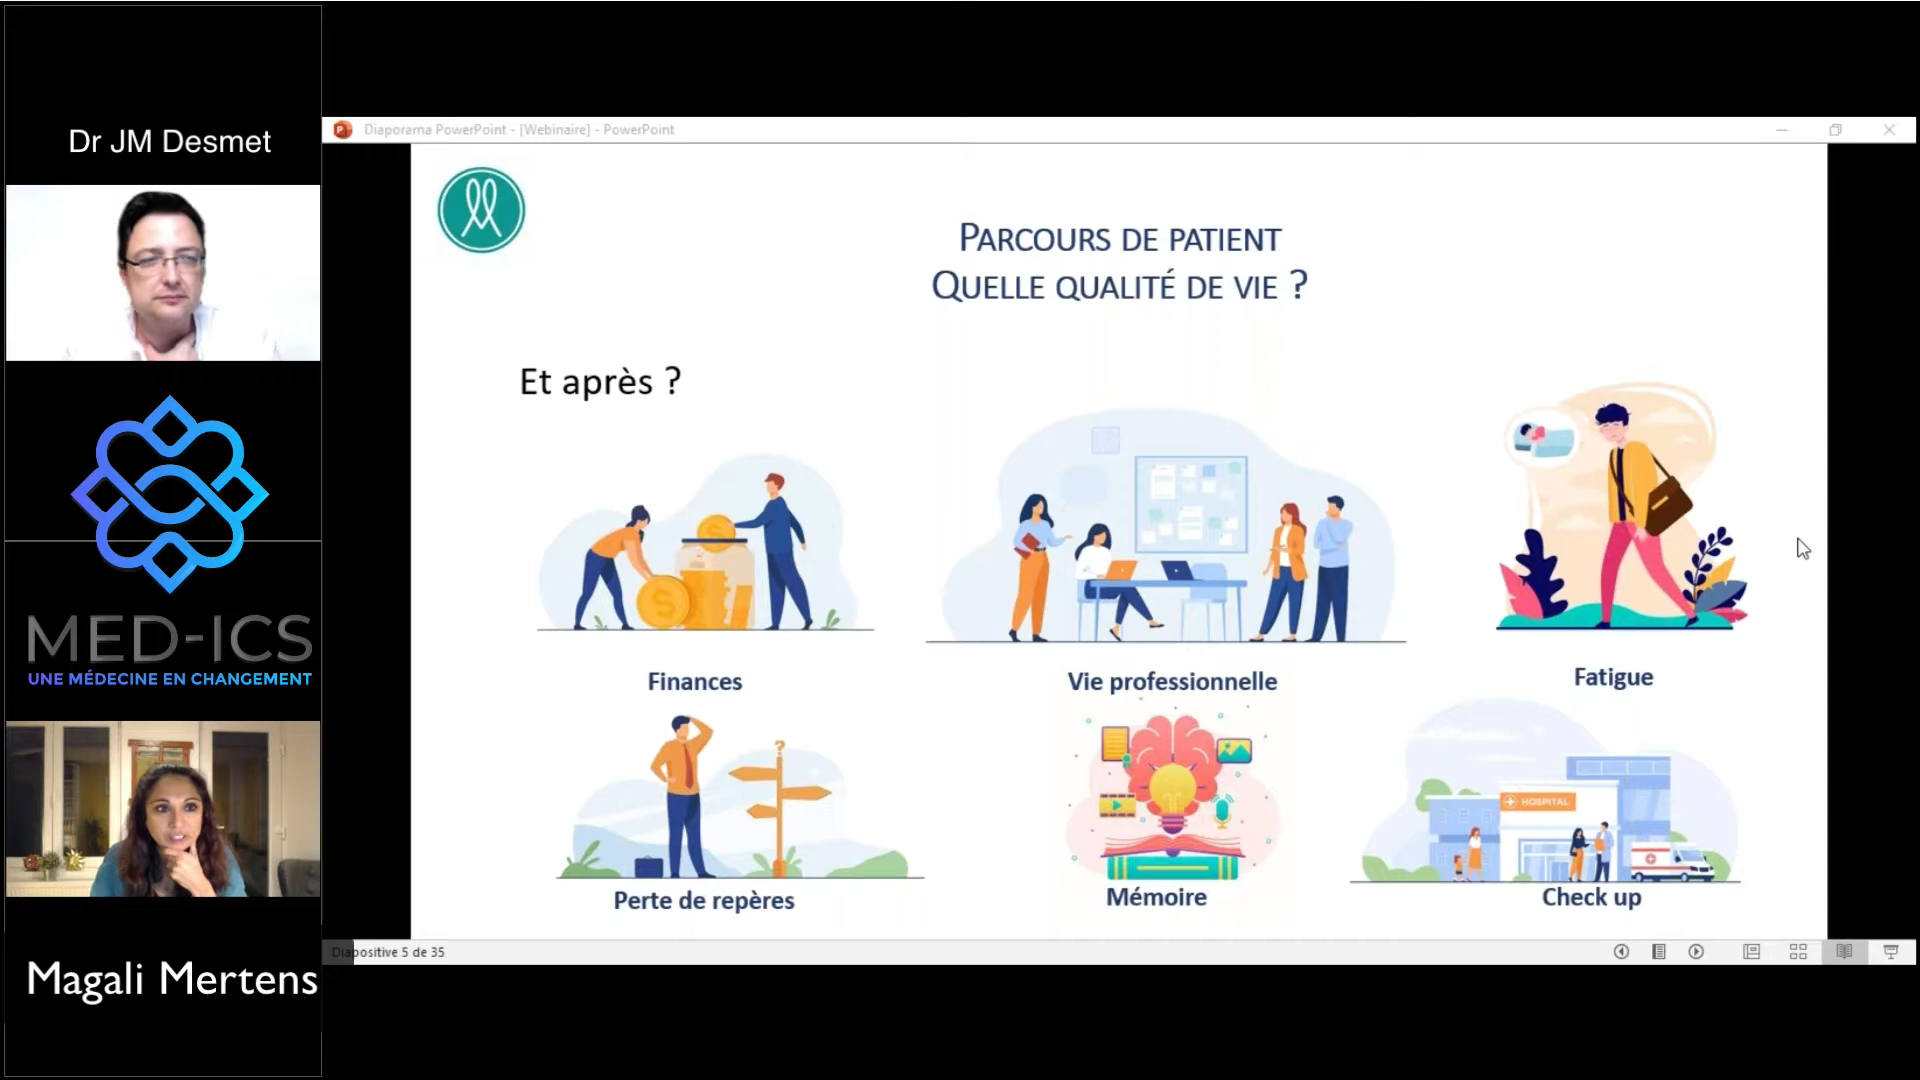 Dr JM Desmet
MED-ICS
UNE MÉDECINE EN CHANGEMENT
Magali Mertens
Diaporama PowerPoint - [Webinaire] - PowerPoint
PARCOURS DE PATIENT
QUELLE QUALITÉ DE VIE ?
Et après ?
Finances
Vie professionnelle
Fatigue
HOSPITAL
Perte de repères
Mémoire
Check up
Diapositive 5 de 35